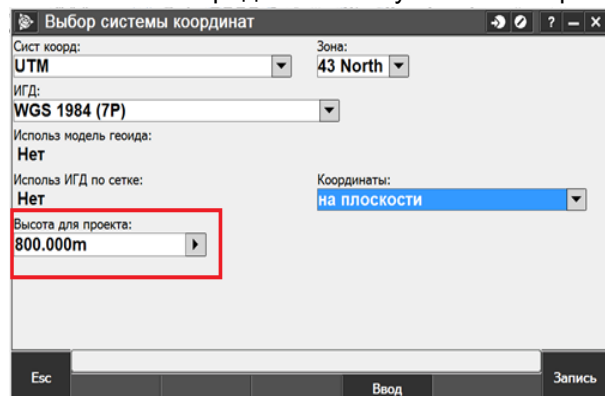 Выбор системы координат
? – ×
Сист коорд:
Зона:
UTM
43 North
ИГД:
WGS 1984 (7P)
Использ модель геоида:
Нет
Использ ИГД по сетке:
Координаты:
Нет
на плоскости
Высота для проекта:
800.000m
Esc
Ввод
Запись